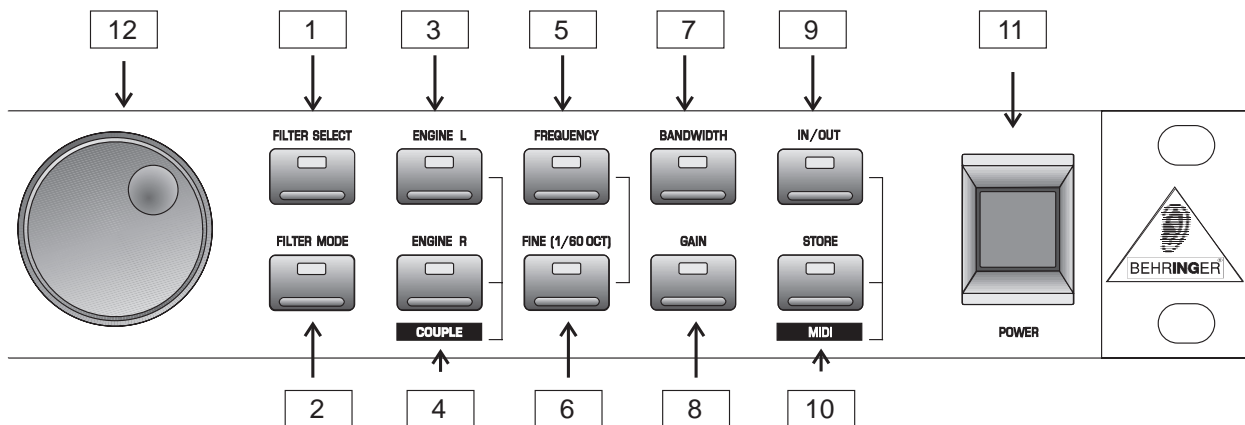 12 1 3 5 7 9 11
FILTER SELECT ENGINE L FREQUENCY BANDWIDTH IN/OUT
FILTER MODE ENGINE R FINE (1/60 OCT) GAIN STORE
BEHRINGER®
COUPLE MIDI POWER
2 4 6 8 10